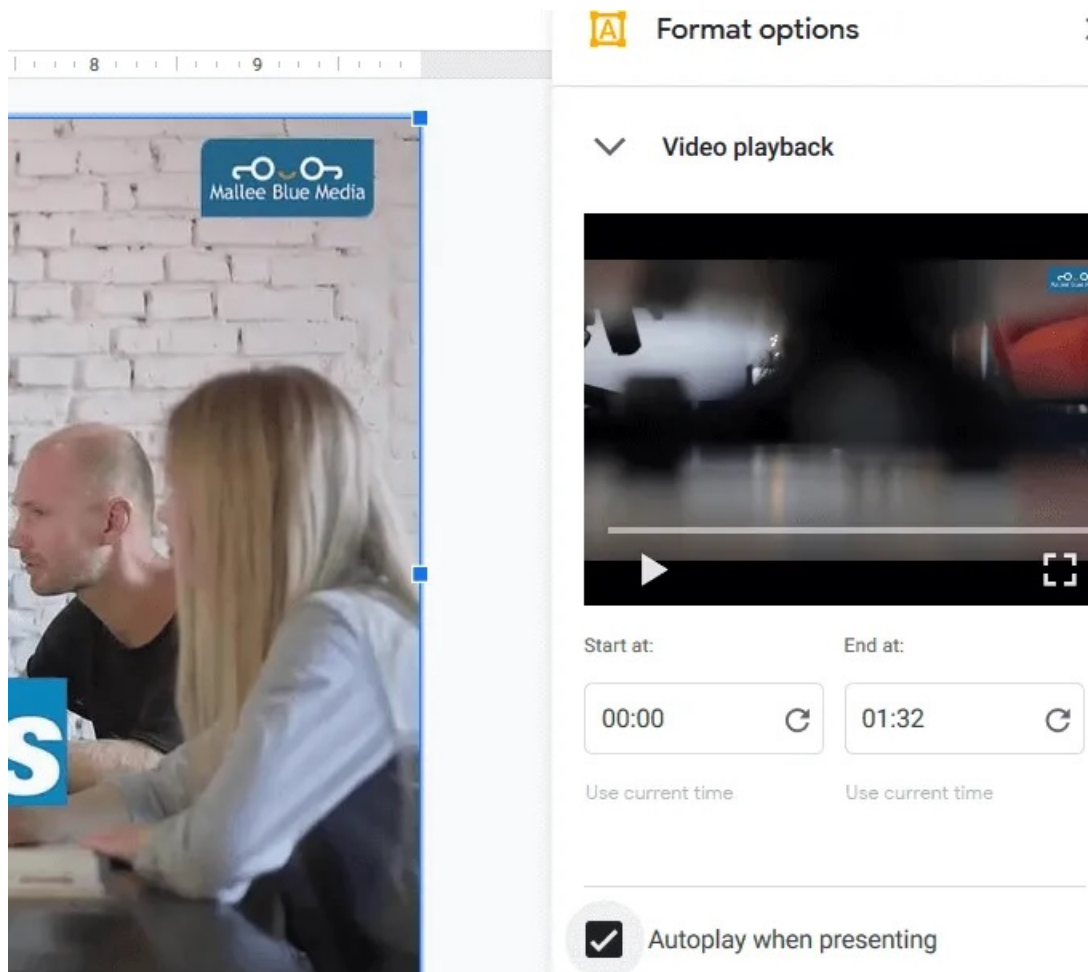 8
9
Mallee Blue Media
S
Format options
Video playback
Start at:
End at:
00:00
01:32
Use current time
Use current time
Autoplay when presenting